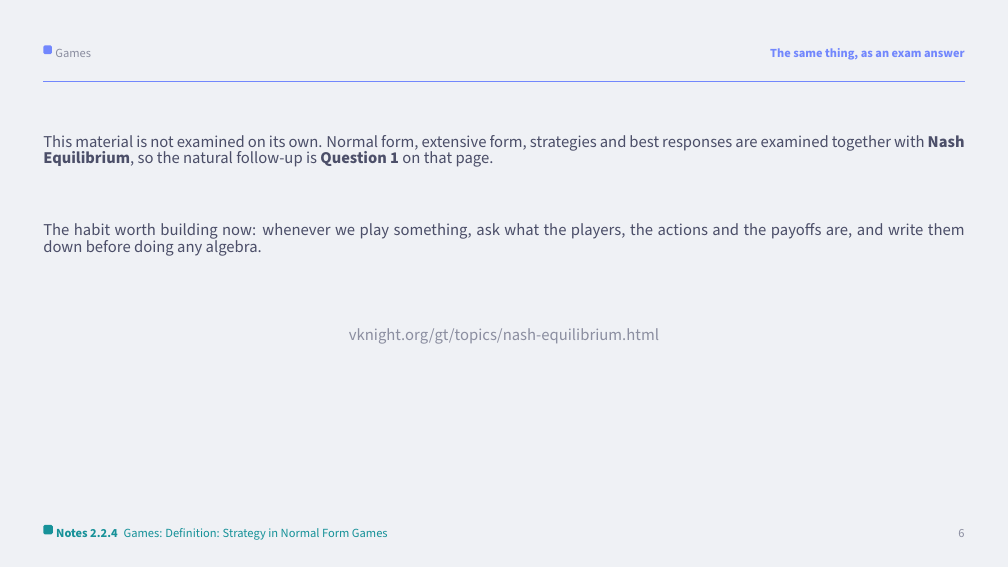 Games
The same thing, as an exam answer
This material is not examined on its own. Normal form, extensive form, strategies and best responses are examined together with Nash
Equilibrium, so the natural follow-up is Question 1 on that page.
The habit worth building now: whenever we play something, ask what the players, the actions and the payoffs are, and write them
down before doing any algebra.
vknight.org/gt/topics/nash-equilibrium.html
Notes 2.2.4 Games: Definition: Strategy in Normal Form Games
6